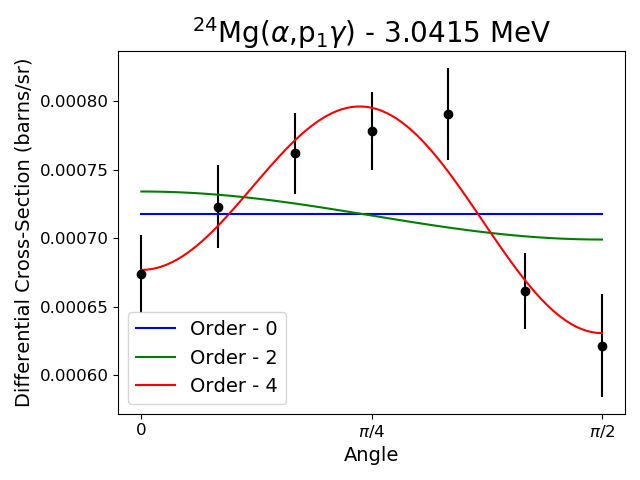 ²⁴Mg(α,p₁γ) - 3.0415 MeV
Differential Cross-Section (barns/sr)
0.00080
0.00075
0.00070
0.00065
0.00060
Order - 0
Order - 2
Order - 4
0 π/4 π/2
Angle